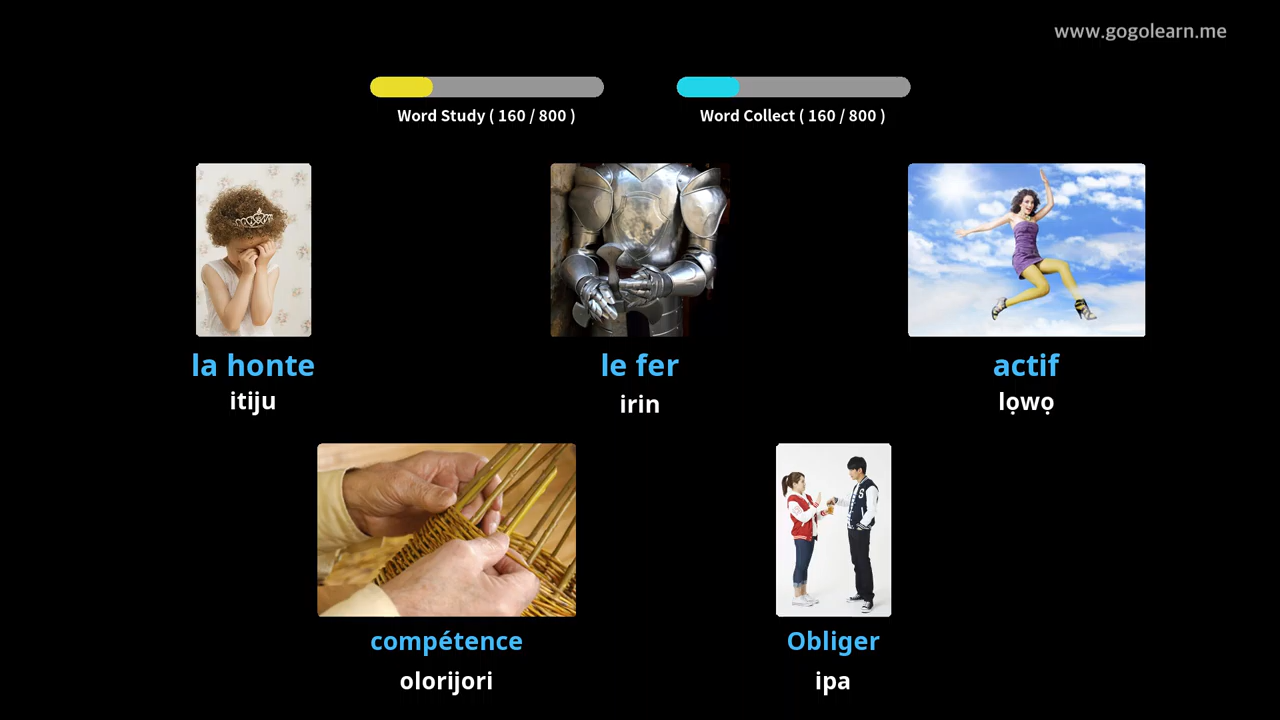 www.gogolearn.me
Word Study ( 160 / 800 )
Word Collect ( 160 / 800 )
la honte
itiju
le fer
irin
actif
lọwọ
compétence
olorijori
Obliger
ipa